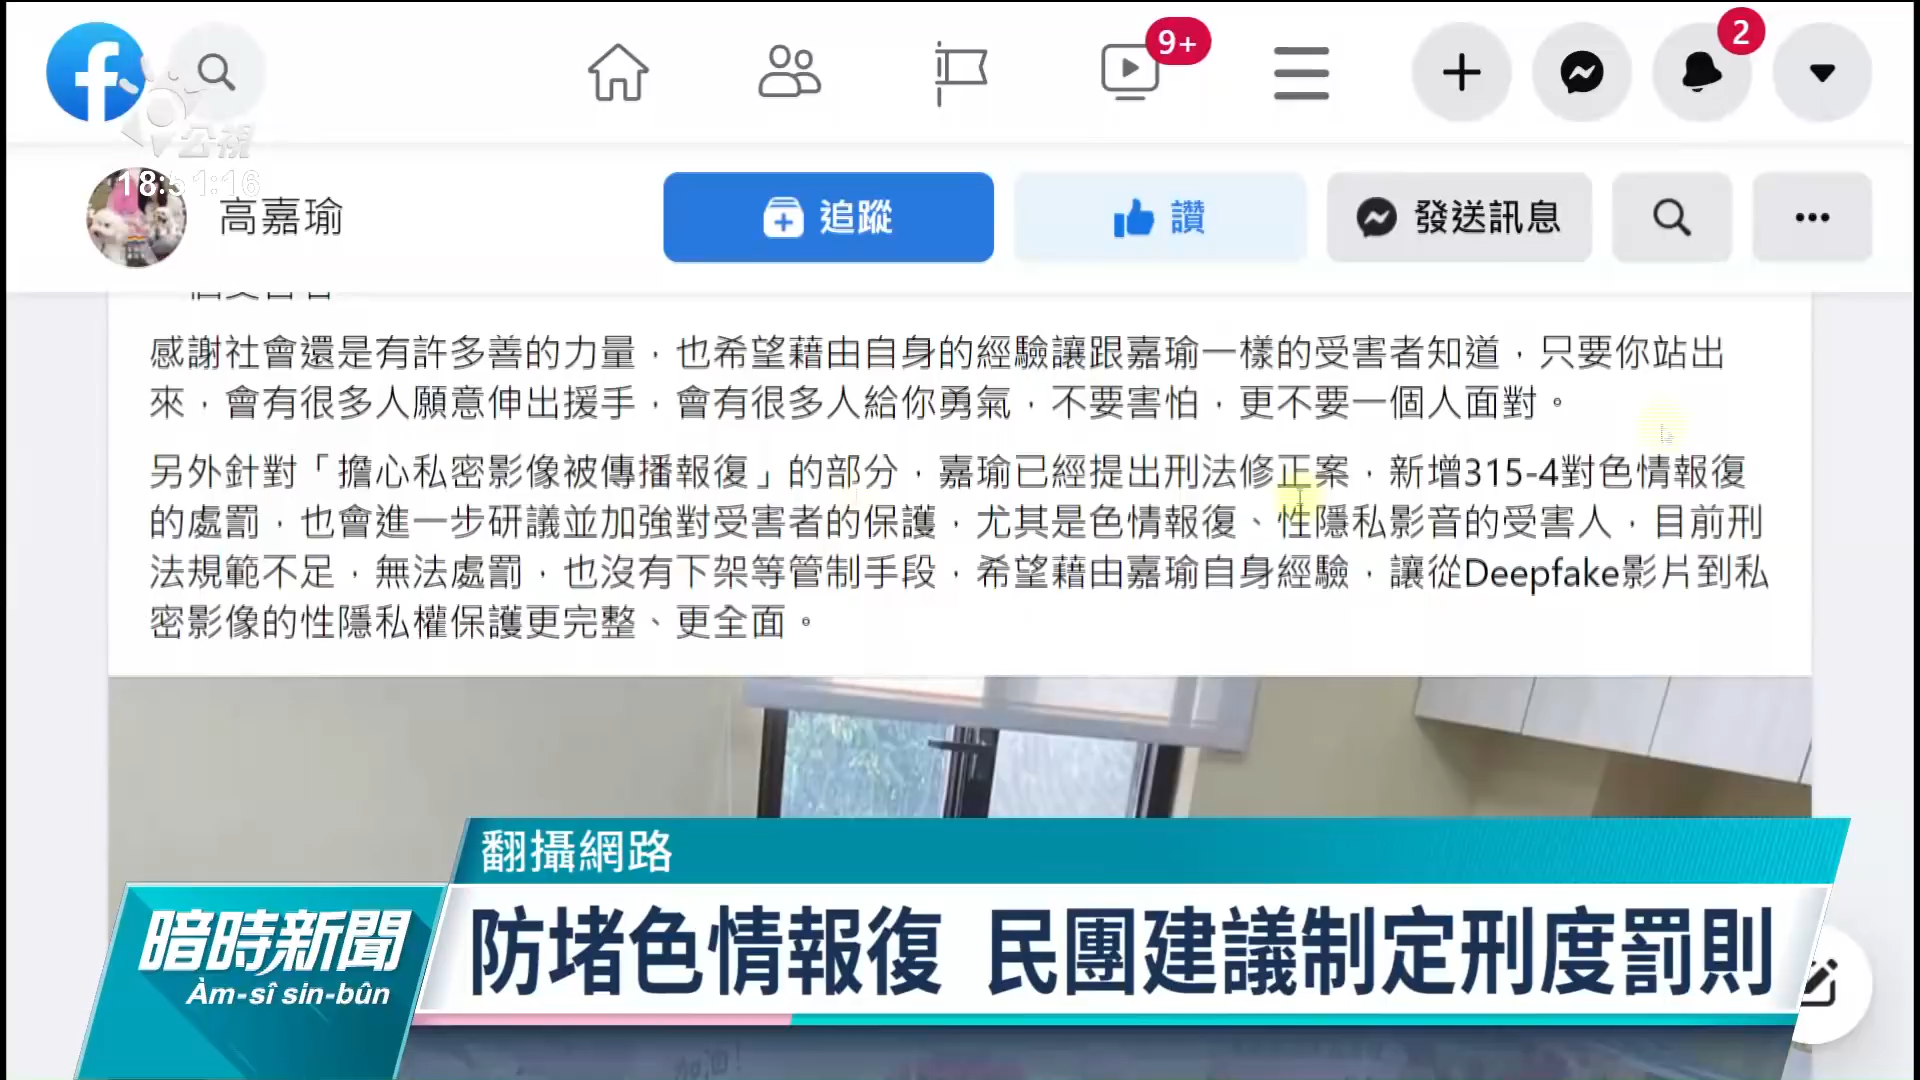 9+
2
公視
18:51:16
高嘉瑜
追蹤
讚
發送訊息
感謝社會還是有許多善的力量，也希望藉由自身的經驗讓跟嘉瑜一樣的受害者知道，只要你站出
來，會有很多人願意伸出援手，會有很多人給你勇氣，不要害怕，更不要一個人面對。
另外針對「擔心私密影像被傳播報復」的部分，嘉瑜已經提出刑法修正案，新增315-4對色情報復
的處罰，也會進一步研議並加強對受害者的保護，尤其是色情報復、性隱私影音的受害人，目前刑
法規範不足，無法處罰，也沒有下架等管制手段，希望藉由嘉瑜自身經驗，讓從Deepfake影片到私
密影像的性隱私權保護更完整、更全面。
翻攝網路
暗時新聞
Àm-sî sin-bûn
防堵色情報復 民團建議制定刑度罰則